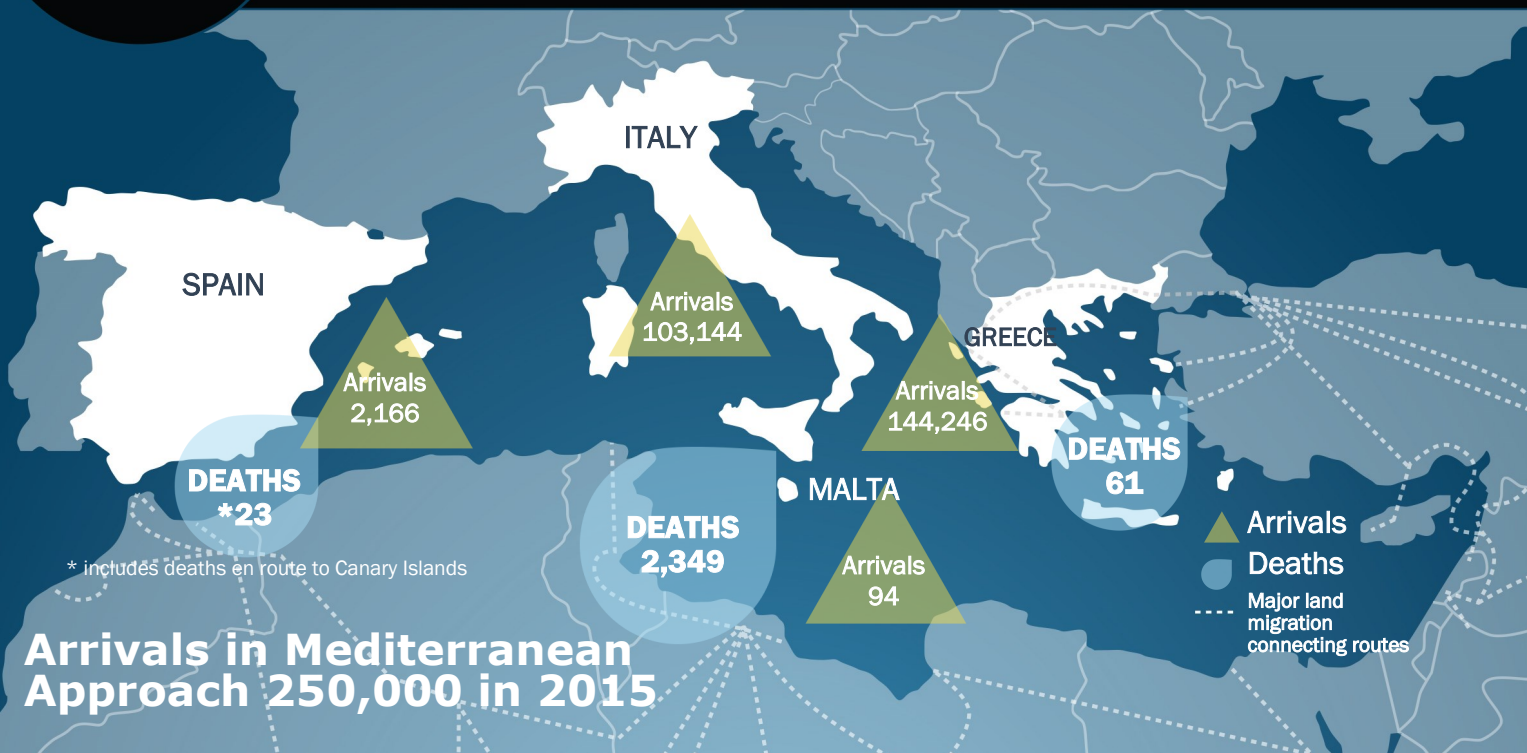 ITALY
SPAIN
Arrivals
103,144
GREECE
Arrivals
2,166
Arrivals
144,246
DEATHS
*23
DEATHS
61
MALTA
DEATHS
2,349
Arrivals
94
* includes deaths en route to Canary Islands
Arrivals
Deaths
Major land
migration
connecting routes
Arrivals in Mediterranean
Approach 250,000 in 2015